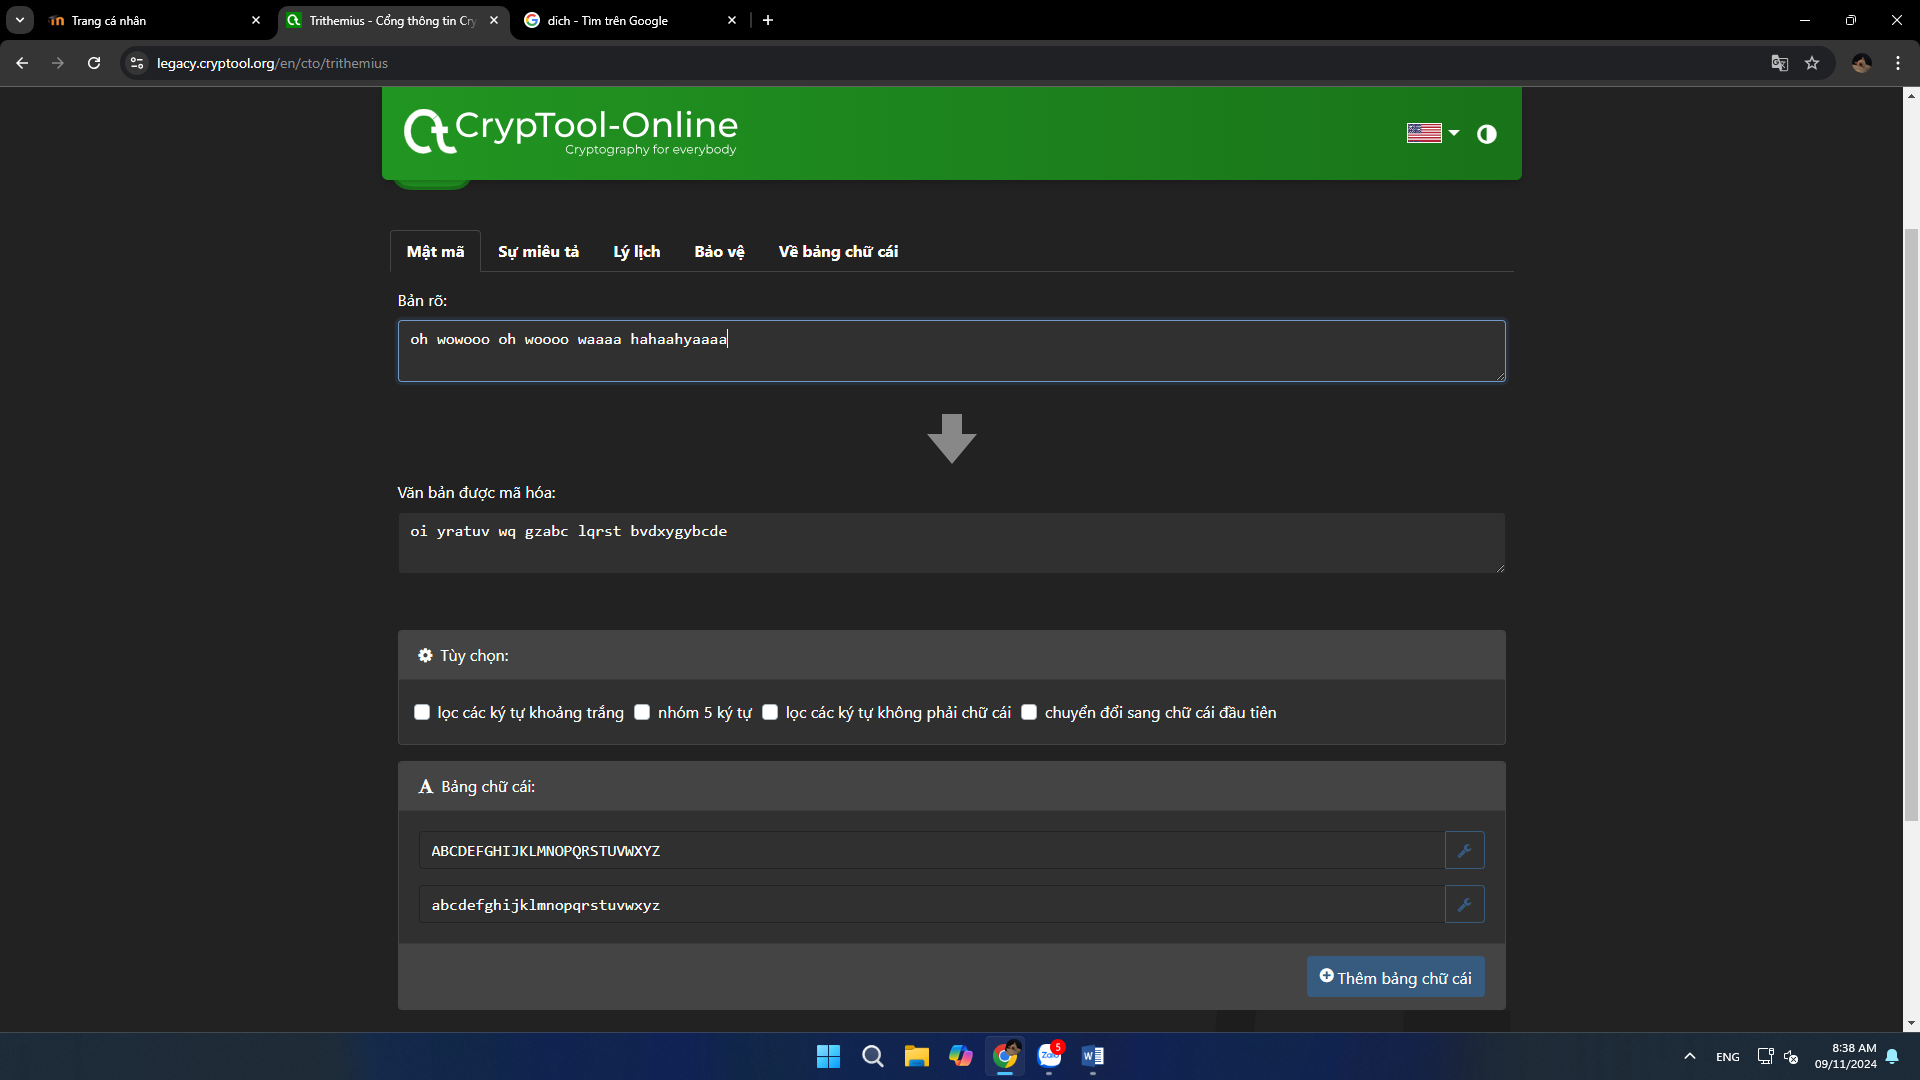 Trang cá nhân
Trithemius - Cổng thông tin Cry
dich - Tìm trên Google
legacy.cryptool.org/en/cto/trithemius
CrypTool-Online
Cryptography for everybody
Mật mã
Sự miêu tả
Lý lịch
Bảo vệ
Về bảng chữ cái
Bản rõ:
oh wowooo oh woooo waaaa hahaahyaaaa
Văn bản được mã hóa:
oi yratuv wq gzabc lqrst bvdxygybcde
Tùy chọn:
lọc các ký tự khoảng trắng
nhóm 5 ký tự
lọc các ký tự không phải chữ cái
chuyển đổi sang chữ cái đầu tiên
A Bảng chữ cái:
ABCDEFGHIJKLMNOPQRSTUVWXYZ
abcdefghijklmnopqrstuvwxyz
Thêm bảng chữ cái
Zalo
5
ENG
8:38 AM
09/11/2024